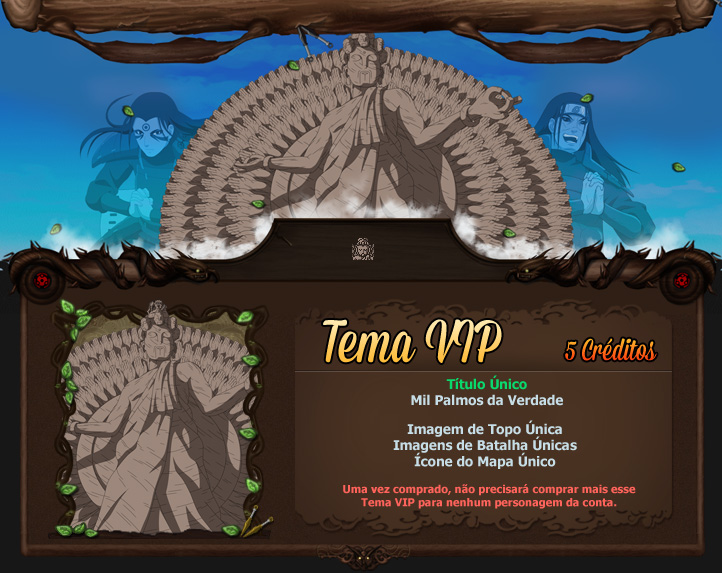 Tema VIP
5 Créditos
Título Único
Mil Palmos da Verdade
Imagem de Topo Única
Imagens de Batalha Únicas
Ícone do Mapa Único
Uma vez comprado, não precisará comprar mais esse
Tema VIP para nenhum personagem da conta.